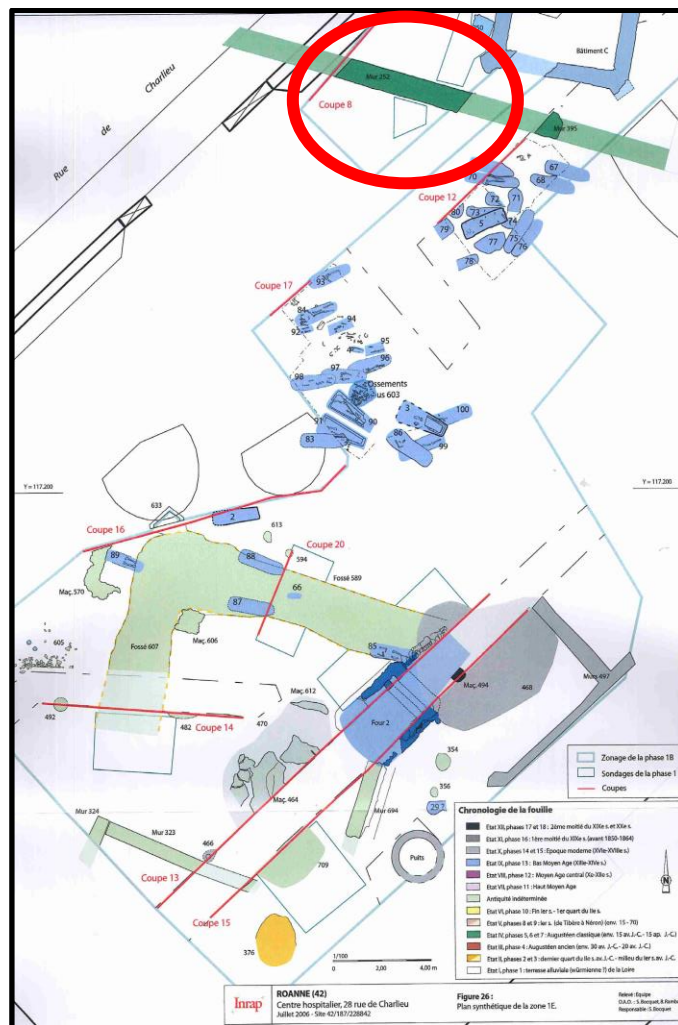 250
Bâtiment C
Mur 252
Rue de Charlieu
Coupe 8
Mur 395
70
67
68
Coupe 12
72
71
80
73
74
5
79
77
75
76
78
Coupe 17
93
84
92
94
95
96
97
98
Ossements
us 603
91
90
3
100
83
86
99
Y = 117.200
Y = 117.200
633
2
613
Coupe 16
Coupe 20
594
89
88
Fossé 589
66
Maç. 570
87
Maç. 606
605
Fossé 607
85
Murs 497
Maç. 494
468
Maç. 612
492
482
Coupe 14
470
Four 2
354
Maç. 464
356
297
Mur 324
Mur 323
Mur 694
466
709
Puits
Coupe 13
Coupe 15
376
1/100
0
2,00
4,00 m
N
Zonage de la phase 1B
Sondages de la phase 1
Coupes
Chronologie de la fouille
Etat XII, phases 17 et 18 : 2ème moitié du XIXe s. et XXe s.
Etat XI, phase 16 : 1ère moitié du XIXe s. (avant 1850-1864)
Etat X, phases 14 et 15 : Epoque moderne (XVIe-XVIIIe s.)
Etat IX, phase 13 : Bas Moyen Age (XIIIe-XIVe s.)
Etat VIII, phase 12 : Moyen Age central (Xe-XIIe s.)
Etat VII, phase 11 : Haut Moyen Age
Antiquité indéterminée
Etat VI, phase 10 : Fin Ier s. - 1er quart du IIe s.
Etat V, phases 8 et 9 : Ier s. (de Tibère à Néron) (env. 15 - 70)
Etat IV, phases 5, 6 et 7 : Augustéen classique (env. 15 av. J.-C. - 15 ap. J.-C.)
Etat III, phase 4 : Augustéen ancien (env. 30 av. J.-C. - 20 av. J.-C.)
Etat II, phases 2 et 3 : dernier quart du IIe s. av. J.-C. - milieu du Ier s. av. J.-C.
Etat I, phase 1 : terrasse alluviale (würmienne ?) de la Loire
Inrap
ROANNE (42)
Centre hospitalier, 28 rue de Charlieu
Juillet 2006 - Site 42/187/228842
Figure 26 :
Plan synthétique de la zone 1E.
Relevé : Equipe
D.A.O. : S. Bocquet,
Responsable : S. Bocquet